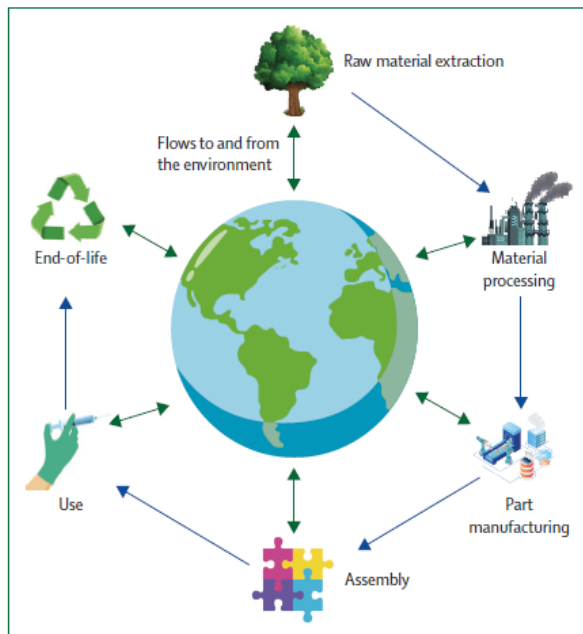 Raw material extraction
Flows to and from
the environment
End-of-life
Material
processing
Use
Part
manufacturing
Assembly